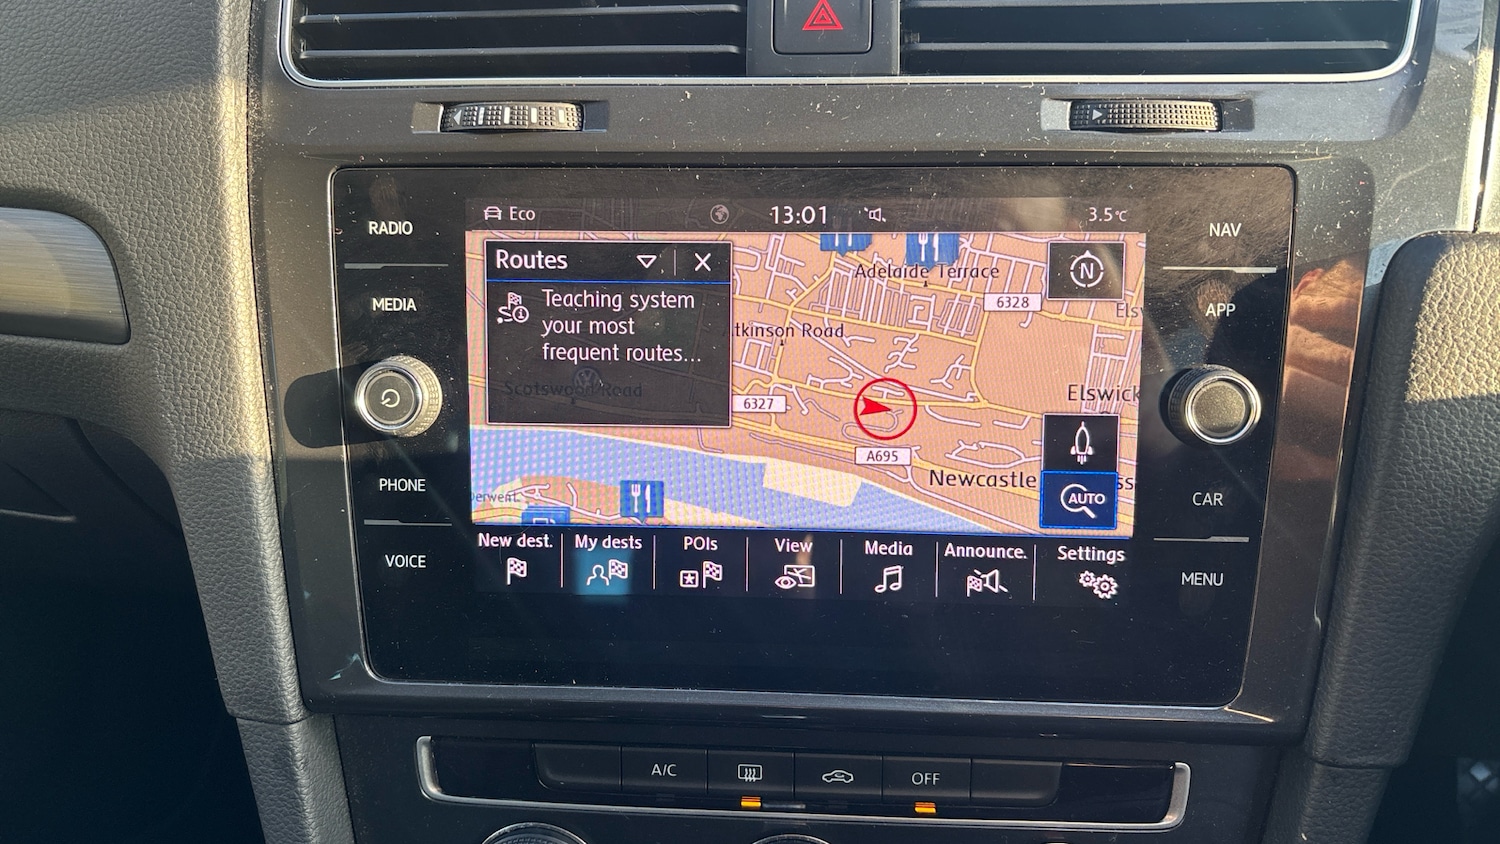 Eco
13:01
3.5°C
RADIO
MEDIA
PHONE
VOICE
Routes
Teaching system
your most
frequent routes...
Scotswood Road
Adelaide Terrace
6328
tkinson Road
6327
Elswick
A695
Newcastle
Derwent
N
AUTO
New dest.
My dests
POIs
View
Media
Announce.
Settings
NAV
APP
CAR
MENU
A/C
OFF